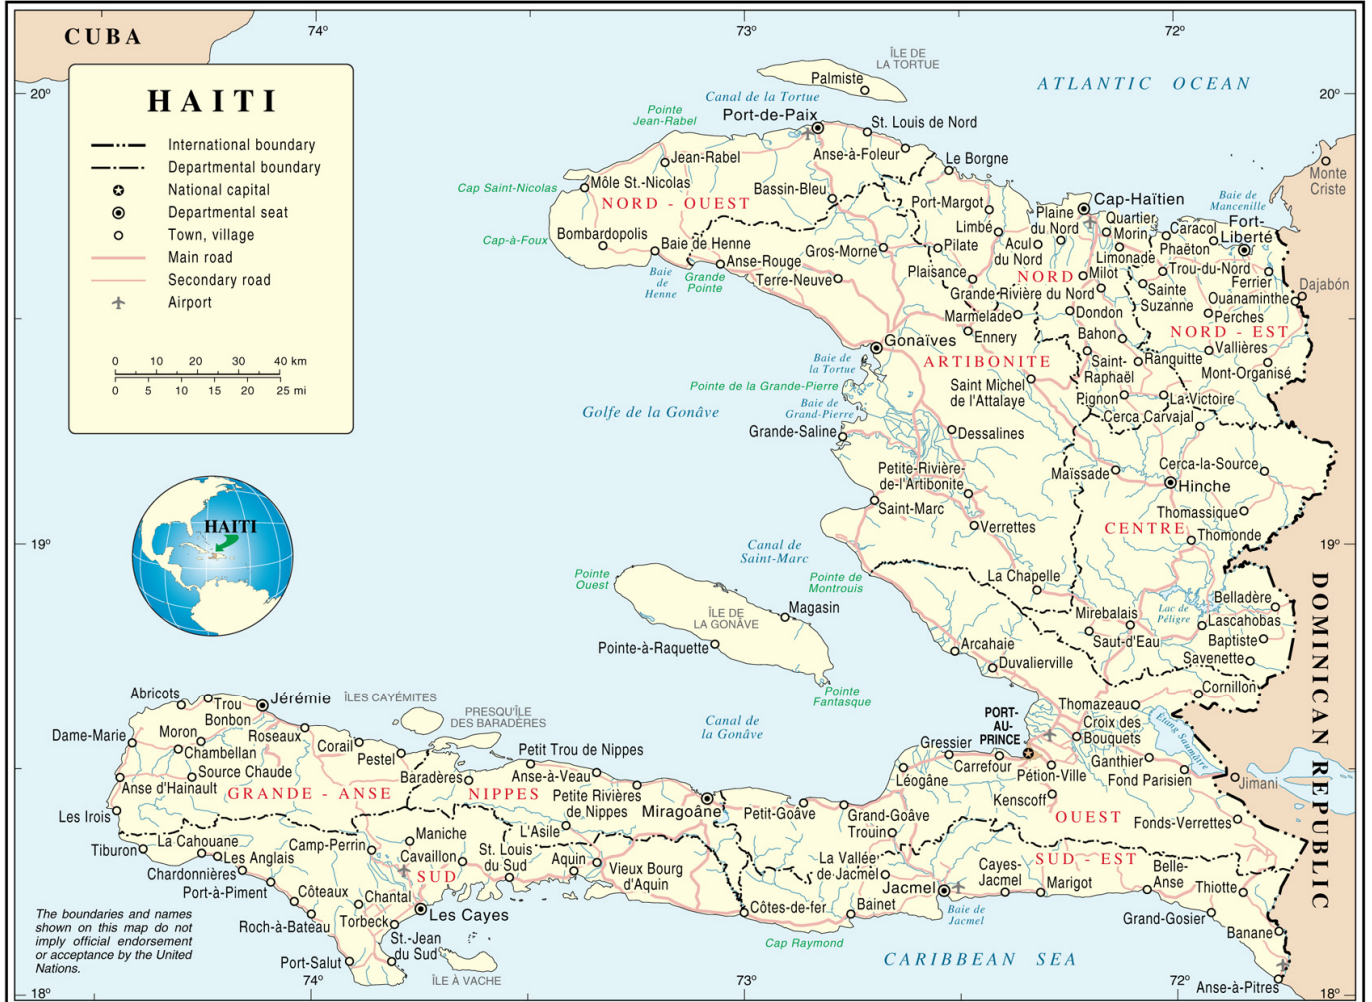 74º
73º
72º
CUBA
HAITI
International boundary
Departmental boundary
National capital
Departmental seat
Town, village
Main road
Secondary road
Airport
0 10 20 30 40 km
0 5 10 15 20 25 mi
20º
20º
ÎLE DE
LA TORTUE
Palmiste
ATLANTIC OCEAN
Canal de la Tortue
Pointe
Jean-Rabel
Port-de-Paix
St. Louis de Nord
Anse-à-Foleur
Le Borgne
Monte
Criste
Jean-Rabel
Cap Saint-Nicolas
Môle St.-Nicolas
Bassin-Bleu
NORD - OUEST
Port-Margot
Plaine
du Nord
Cap-Haïtien
Quartier
Morin
Baie de
Mancenille
Fort-
Liberté
Caracol
Phaëton
Cap-à-Foux
Bombardopolis
Baie de Henne
Anse-Rouge
Gros-Morne
Limbé
Pilate
Acul
du Nord
Limonade
Baie
de
Henne
Grande
Pointe
Terre-Neuve
Plaisance
NORD
Milot
Trou-du-Nord
Ferrier
Dajabón
Grande-Rivière du Nord
Sainte
Suzanne
Ouanaminthe
Marmelade
Dondon
Perches
Ennery
Bahon
NORD - EST
Gonaïves
Baie de
la Tortue
ARTIBONITE
Saint-
Raphaël
Ranquitte
Vallières
Mont-Organisé
Pointe de la Grande-Pierre
Saint Michel
de l'Attalaye
Pignon
La Victoire
Baie de
Grand-Pierre
Golfe de la Gonâve
Cerca Carvajal
Grande-Saline
Dessalines
Petite-Rivière-
de-l'Artibonite
Maïssade
Cerca-la-Source
Hinche
Saint-Marc
Thomassique
Verrettes
CENTRE
Thomonde
HAITI
19º
19º
Canal de
Saint-Marc
Pointe
Ouest
Pointe de
Montrouis
La Chapelle
Belladère
ÎLE DE
LA GONÂVE
Magasin
Mirebalais
Lac de
Péligre
Lascahobas
Saut-d'Eau
Baptiste
Pointe-à-Raquette
Arcahaie
Savenette
Duvalierville
DOMINICAN REPUBLIC
Pointe
Fantasque
Cornillon
Abricots
Trou
Bonbon
Jérémie
ÎLES CAYÉMITES
PRESQU'ÎLE
DES BARADÈRES
Canal de
la Gonâve
PORT-
AU-
PRINCE
Thomazeau
Croix des
Bouquets
Étang Saumâtre
Dame-Marie
Moron
Roseaux
Chambellan
Corail
Pestel
Petit Trou de Nippes
Gressier
Carrefour
Ganthier
Source Chaude
Anse d'Hainault
Baradères
Anse-à-Veau
Léogâne
Pétion-Ville
Fond Parisien
Jimani
GRANDE - ANSE
NIPPES
Petite Rivières
de Nippes
Miragoâne
Petit-Goâve
Grand-Goâve
Kenscoff
OUEST
Les Irois
Trouin
Fonds-Verrettes
Tiburon
La Cahouane
Les Anglais
Camp-Perrin
Maniche
L'Asile
Cavaillon
St. Louis
du Sud
Aquin
Vieux Bourg
d'Aquin
La Vallée
de Jacmel
SUD - EST
Chardonnières
SUD
Cayes-
Jacmel
Belle-
Anse
Port-à-Piment
Côteaux
Chantal
Jacmel
Marigot
Thiotte
Les Cayes
Côtes-de-fer
Bainet
Baie de
Jacmel
Grand-Gosier
Roch-à-Bateau
Torbeck
Banane
St.-Jean
du Sud
Cap Raymond
Port-Salut
ÎLE À VACHE
CARIBBEAN SEA
Anse-à-Pitres
The boundaries and names
shown on this map do not
imply official endorsement
or acceptance by the United
Nations.
18º
74º
73º
72º
18º